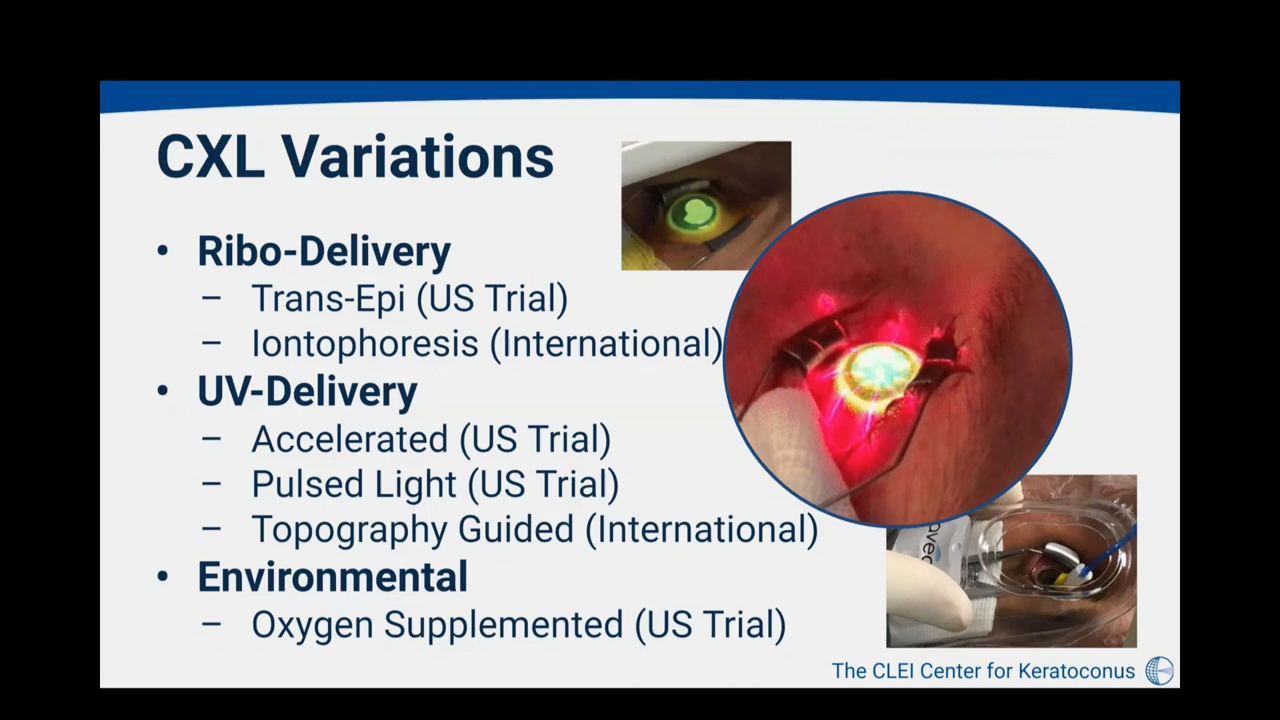 CXL Variations
• Ribo-Delivery
– Trans-Epi (US Trial)
– Iontophoresis (International)
• UV-Delivery
– Accelerated (US Trial)
– Pulsed Light (US Trial)
– Topography Guided (International)
• Environmental
– Oxygen Supplemented (US Trial)
The CLEI Center for Keratoconus